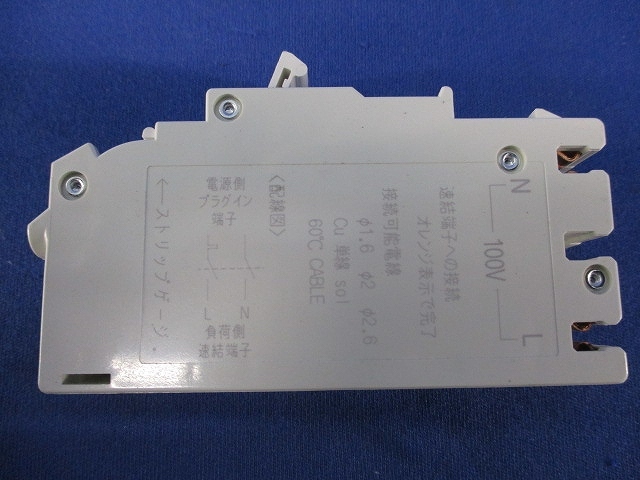 N
100V
L
速結端子への接続
オレンジ表示で完了
接続可能電線
φ1.6 φ2 φ2.6
Cu 単線 sol
60℃ CABLE
〈配線図〉
電源側
プラグイン
端子
L N
負荷側
速結端子
←ストリップゲージ.